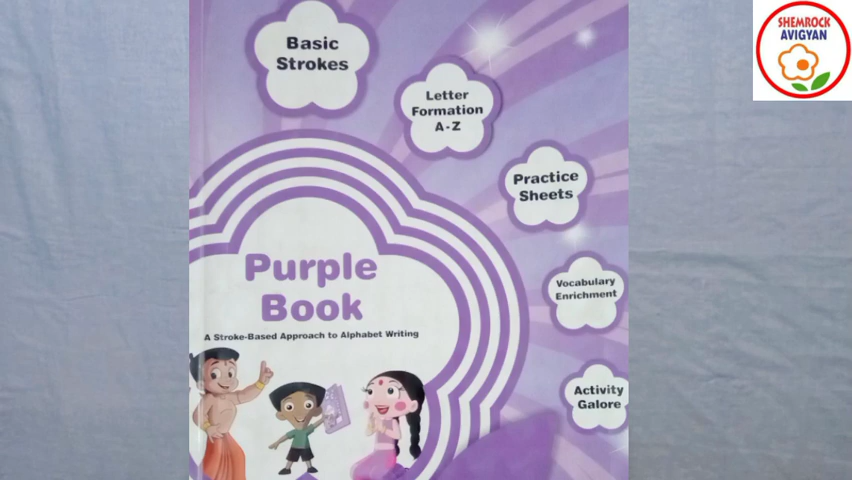 SHEMROCK
AVIGYAN
Basic
Strokes
Letter
Formation
A-Z
Practice
Sheets
Purple
Book
A Stroke-Based Approach to Alphabet Writing
Vocabulary
Enrichment
Activity
Galore